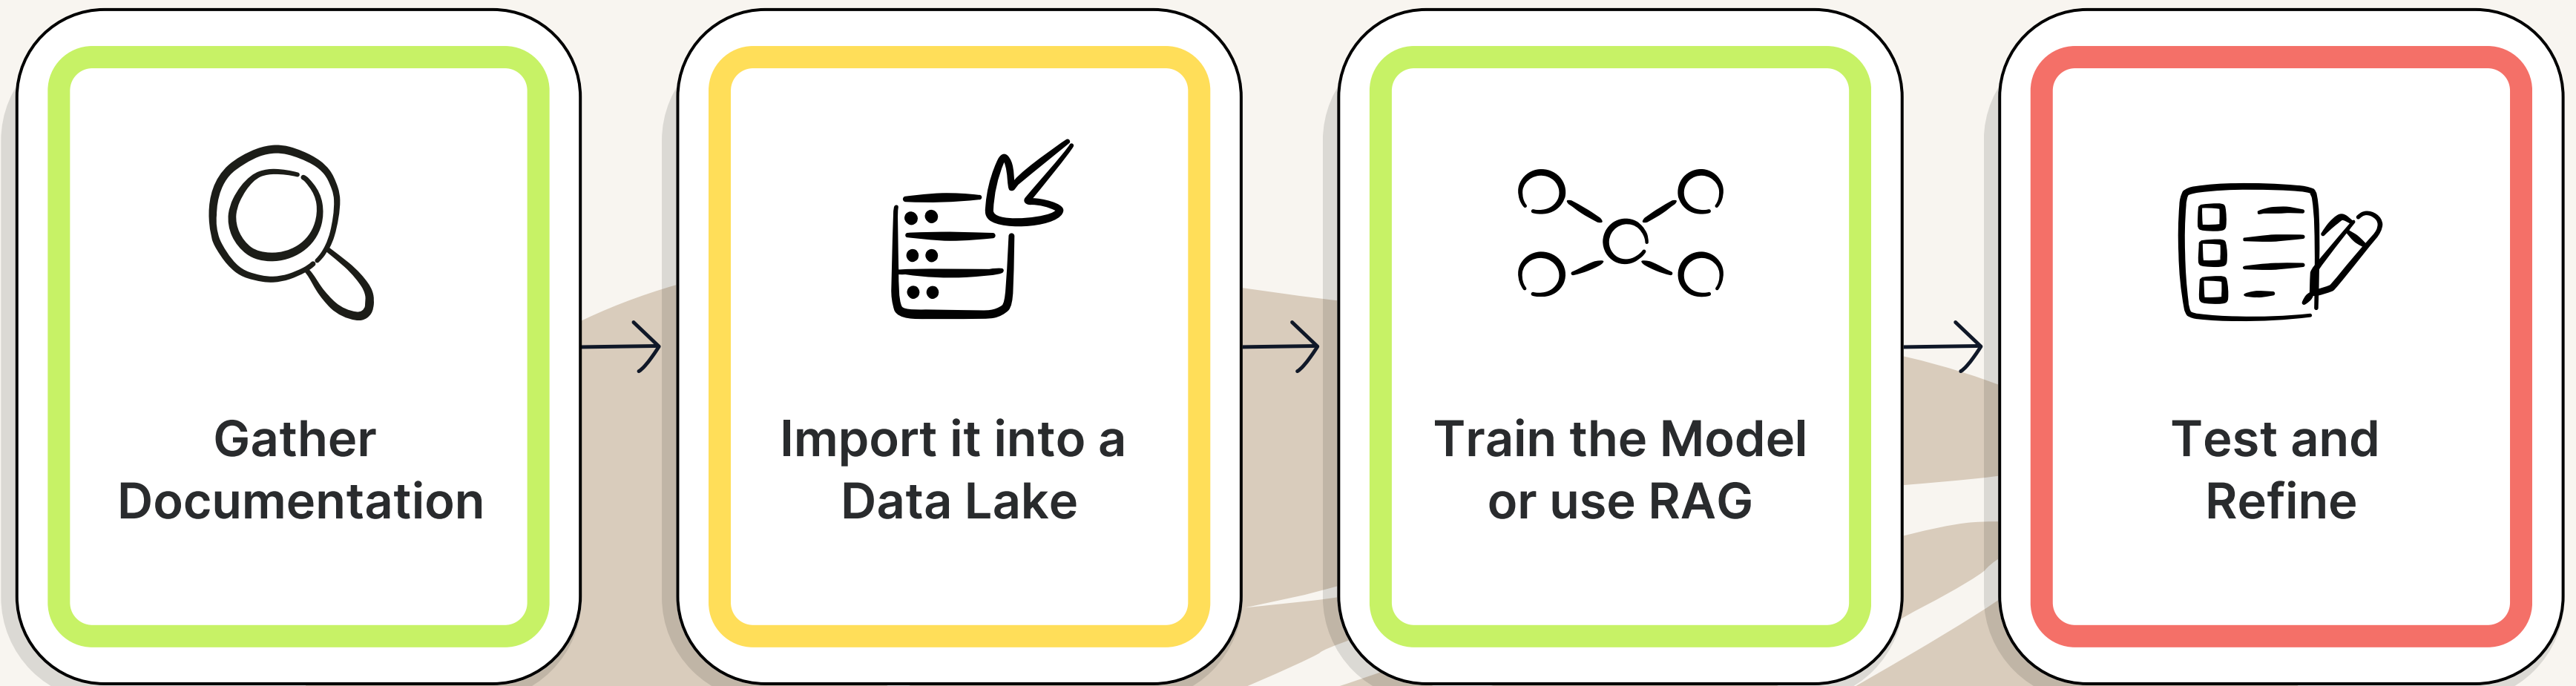 Gather
Documentation
Import it into a
Data Lake
Train the Model
or use RAG
Test and
Refine